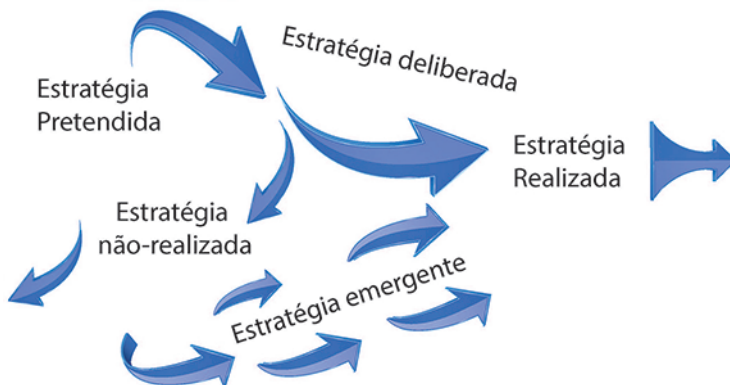 Estratégia deliberada
Estratégia
Pretendida
Estratégia
Realizada
Estratégia
não-realizada
Estratégia emergente